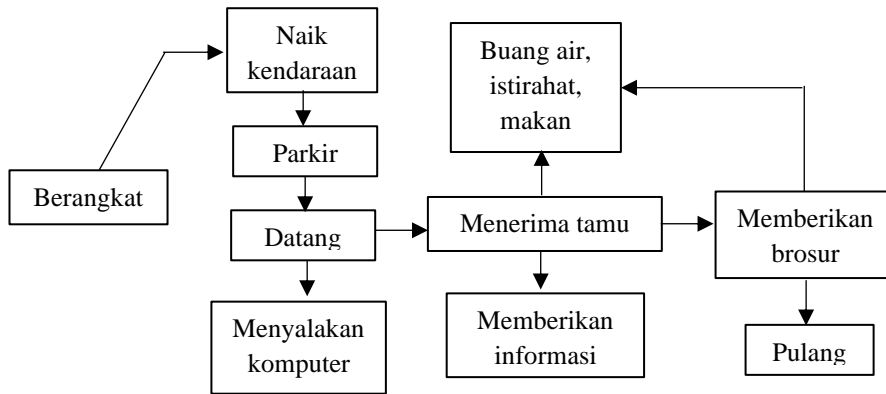 Naik
kendaraan
Parkir
Berangkat
Datang
Menyalakan
komputer
Buang air,
istirahat,
makan
Menerima tamu
Memberikan
informasi
Memberikan
brosur
Pulang